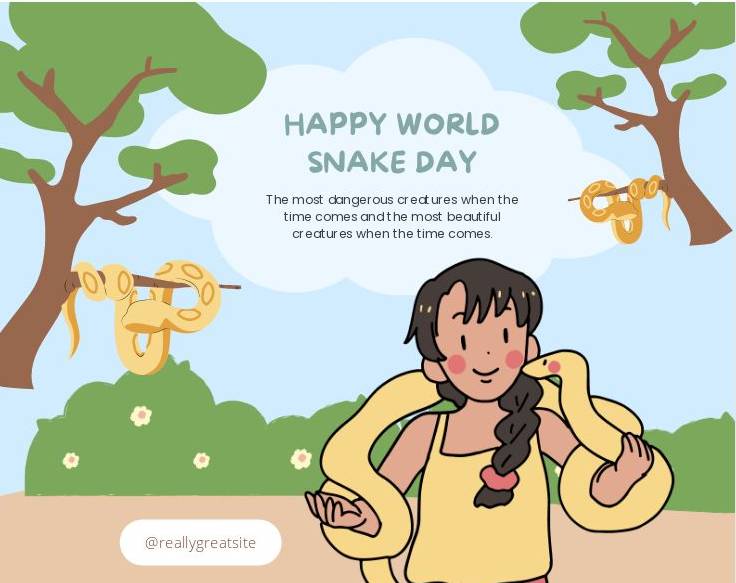 HAPPY WORLD
SNAKE DAY
The most dangerous creatures when the
time comes and the most beautiful
creatures when the time comes.
@reallygreatsite